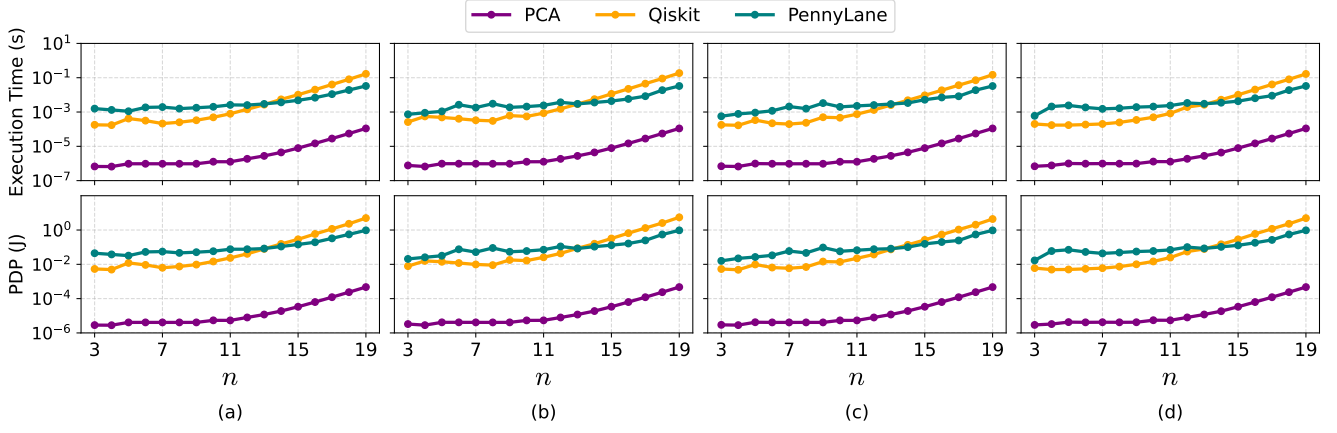 PCA Qiskit PennyLane
Execution Time (s)
10^1
10^-1
10^-3
10^-5
10^-7
PDP (J)
10^0
10^-2
10^-4
10^-6
3 7 11 15 19 3 7 11 15 19 3 7 11 15 19 3 7 11 15 19
n n n n
(a) (b) (c) (d)